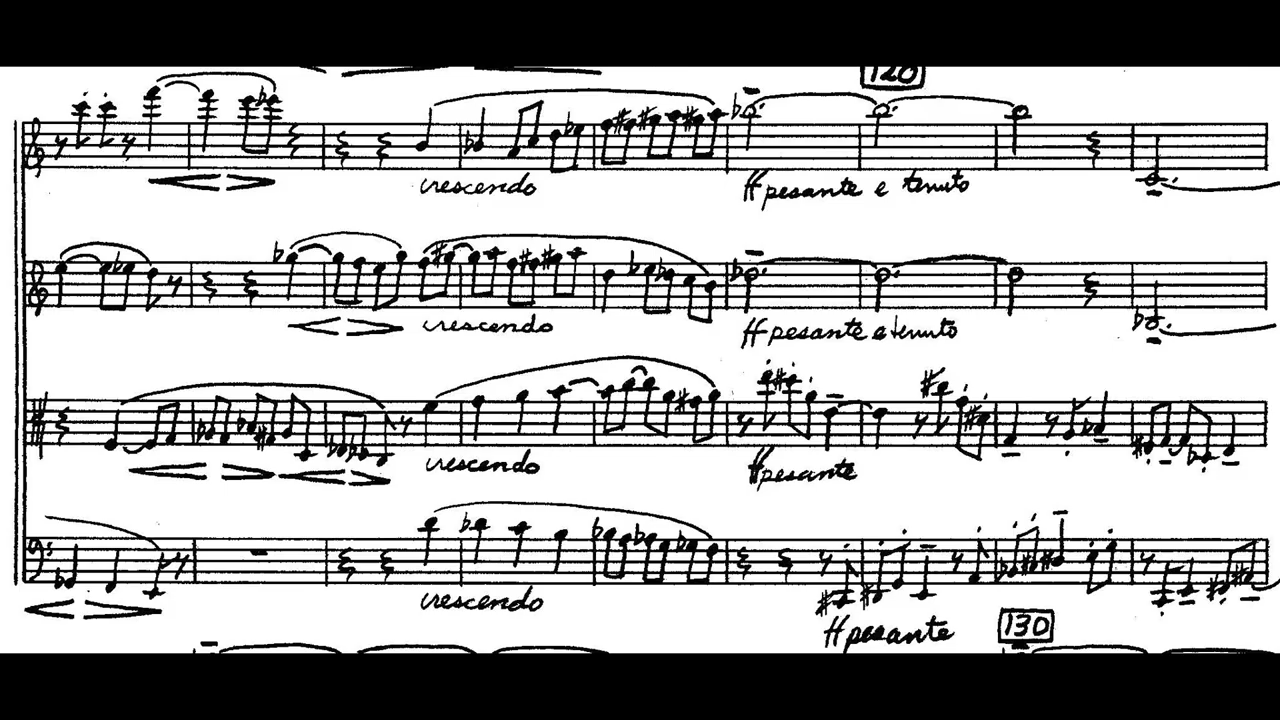 120
crescendo ff pesante e tenuto
crescendo ff pesante e tenuto
crescendo ff pesante
crescendo
ff pesante
130